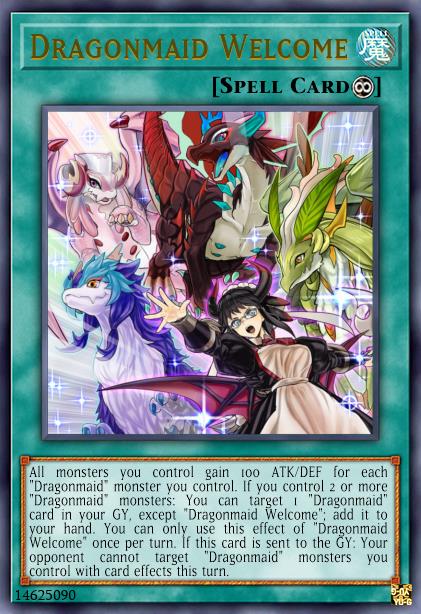 DRAGONMAID WELCOME
SPELL
魔
[SPELL CARD]
All monsters you control gain 100 ATK/DEF for each
"Dragonmaid" monster you control. If you control 2 or more
"Dragonmaid" monsters: You can target 1 "Dragonmaid"
card in your GY, except "Dragonmaid Welcome"; add it to
your hand. You can only use this effect of "Dragonmaid
Welcome" once per turn. If this card is sent to the GY: Your
opponent cannot target "Dragonmaid" monsters you
control with card effects this turn.
14625090